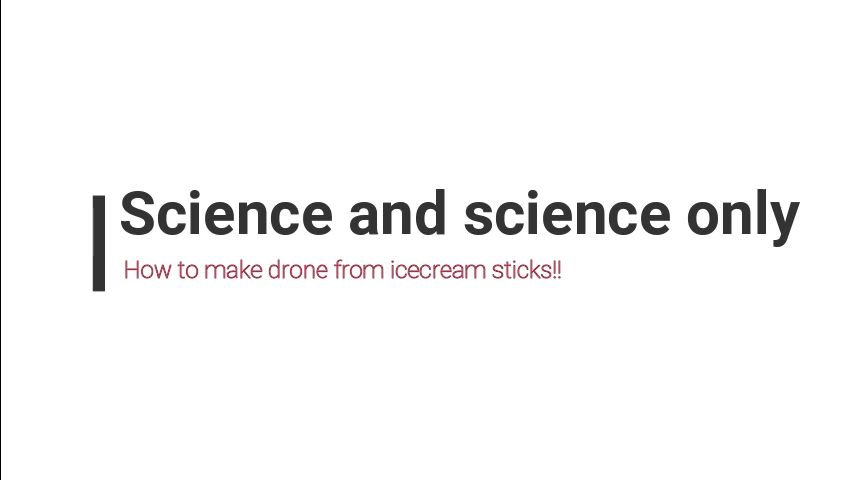 Science and science only
How to make drone from icecream sticks!!